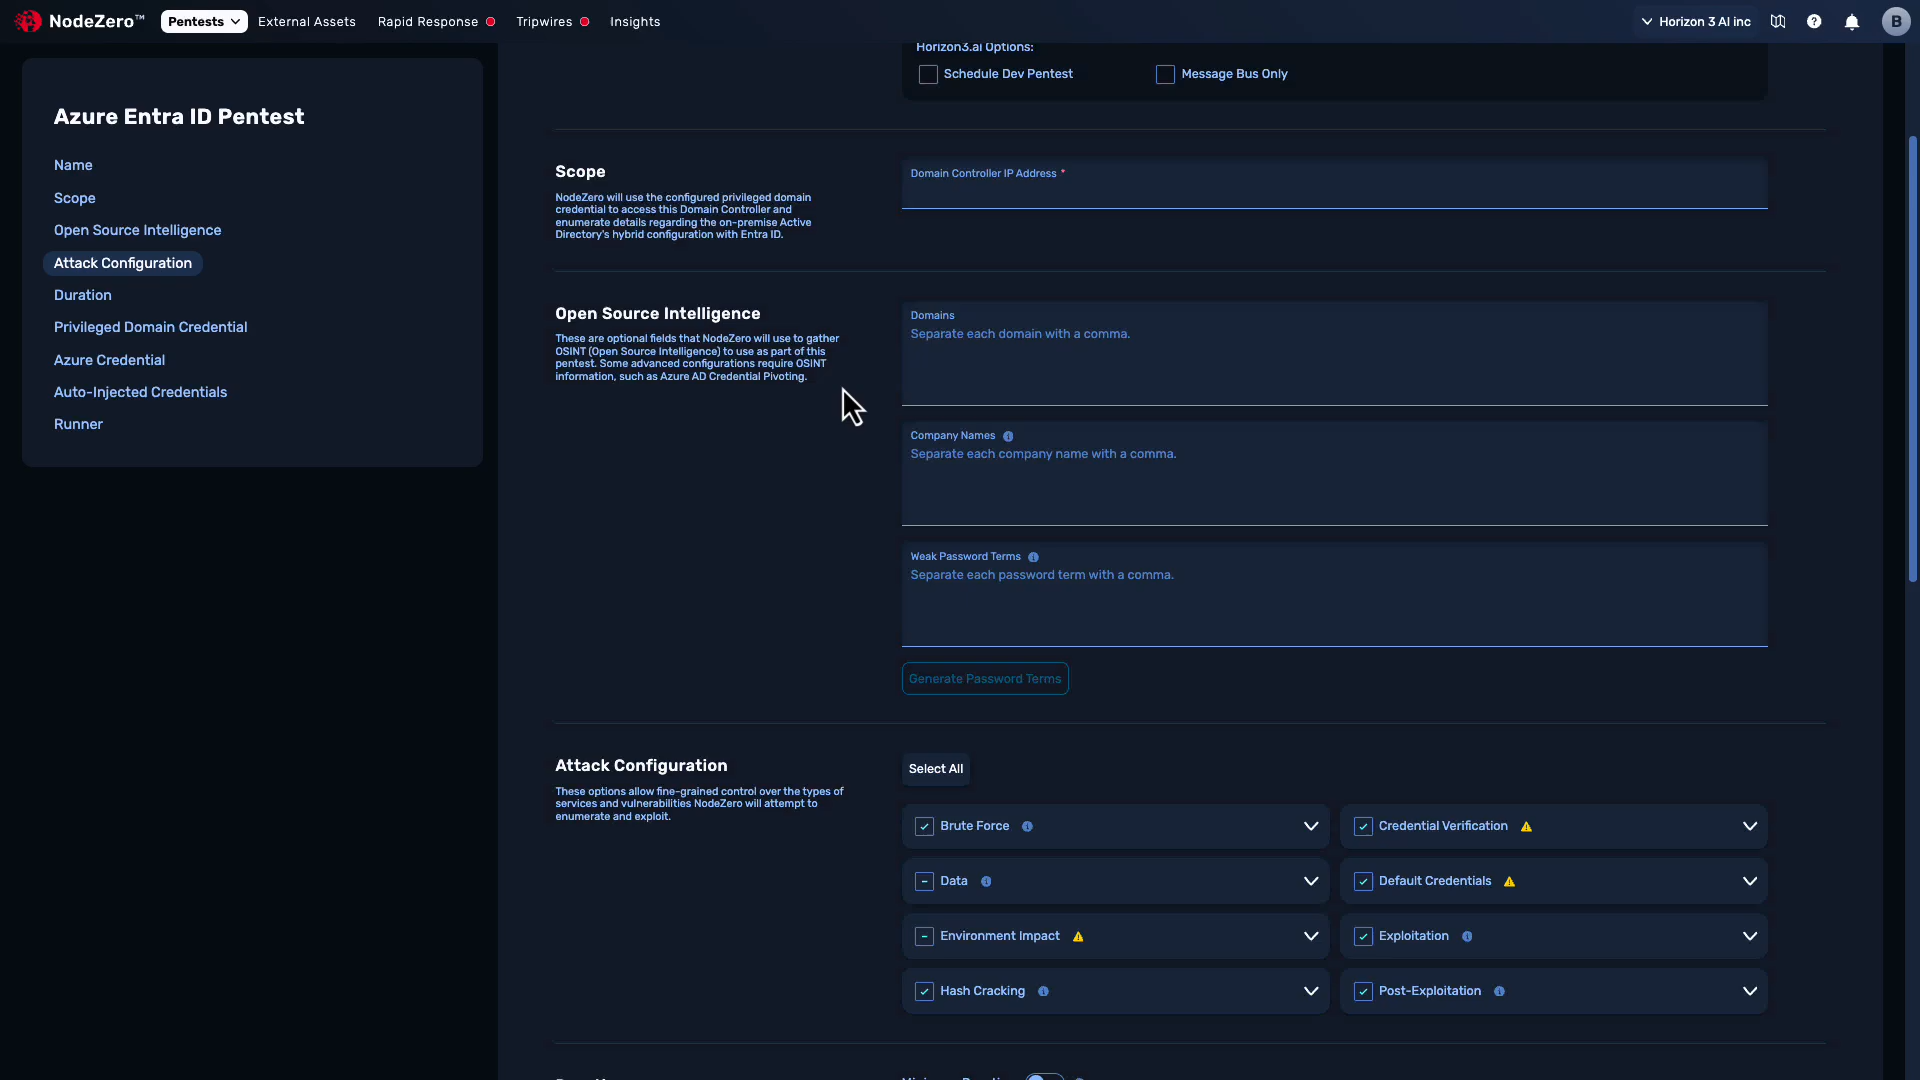 NodeZero™
Pentests
External Assets
Rapid Response
Tripwires
Insights
Horizon 3 AI inc
B
Azure Entra ID Pentest
Name
Scope
Open Source Intelligence
Attack Configuration
Duration
Privileged Domain Credential
Azure Credential
Auto-Injected Credentials
Runner
Horizon3.ai Options:
Schedule Dev Pentest
Message Bus Only
Scope
NodeZero will use the configured privileged domain
credential to access this Domain Controller and
enumerate details regarding the on-premise Active
Directory's hybrid configuration with Entra ID.
Domain Controller IP Address *
Open Source Intelligence
These are optional fields that NodeZero will use to gather
OSINT (Open Source Intelligence) to use as part of this
pentest. Some advanced configurations require OSINT
information, such as Azure AD Credential Pivoting.
Domains
Separate each domain with a comma.
Company Names
Separate each company name with a comma.
Weak Password Terms
Separate each password term with a comma.
Generate Password Terms
Attack Configuration
These options allow fine-grained control over the types of
services and vulnerabilities NodeZero will attempt to
enumerate and exploit.
Select All
Brute Force
Credential Verification
Data
Default Credentials
Environment Impact
Exploitation
Hash Cracking
Post-Exploitation